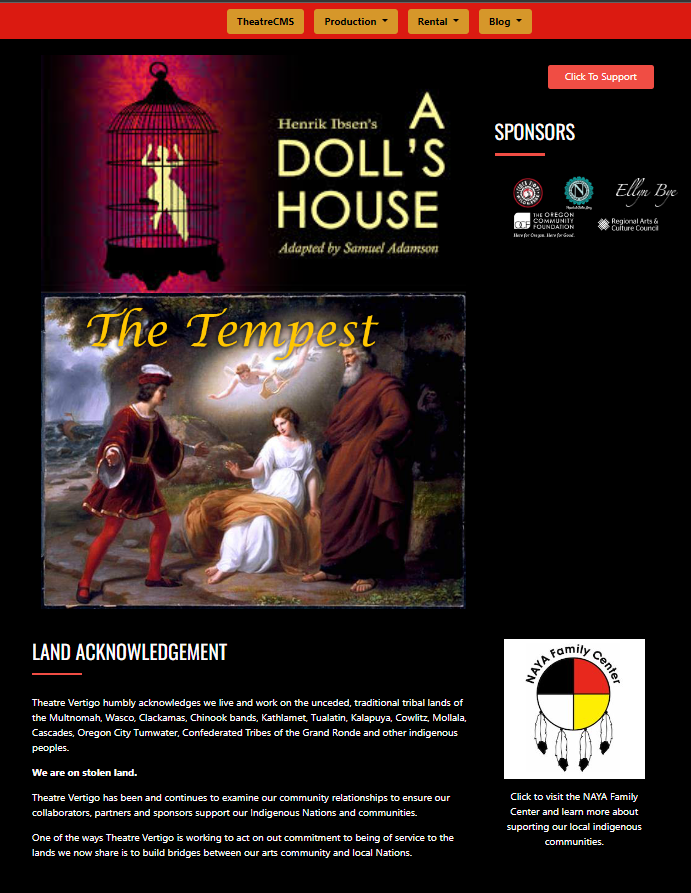 TheatreCMS Production Rental Blog
Click To Support
Henrik Ibsen's A
DOLL'S
HOUSE
Adapted by Samuel Adamson
SPONSORS
Ellyn Bye
THE OREGON
COMMUNITY
FOUNDATION
Here for Oregon. Here for Good.
Regional Arts &
Culture Council
The Tempest
LAND ACKNOWLEDGEMENT
Theatre Vertigo humbly acknowledges we live and work on the unceded, traditional tribal lands of
the Multnomah, Wasco, Clackamas, Chinook bands, Kathlamet, Tualatin, Kalapuya, Cowlitz, Mollala,
Cascades, Oregon City Tumwater, Confederated Tribes of the Grand Ronde and other indigenous
peoples.
We are on stolen land.
Theatre Vertigo has been and continues to examine our community relationships to ensure our
collaborators, partners and sponsors support our Indigenous Nations and communities.
One of the ways Theatre Vertigo is working to act on out commitment to being of service to the
lands we now share is to build bridges between our arts community and local Nations.
NAYA Family Center
Click to visit the NAYA Family
Center and learn more about
suporting our local indigenous
communities.